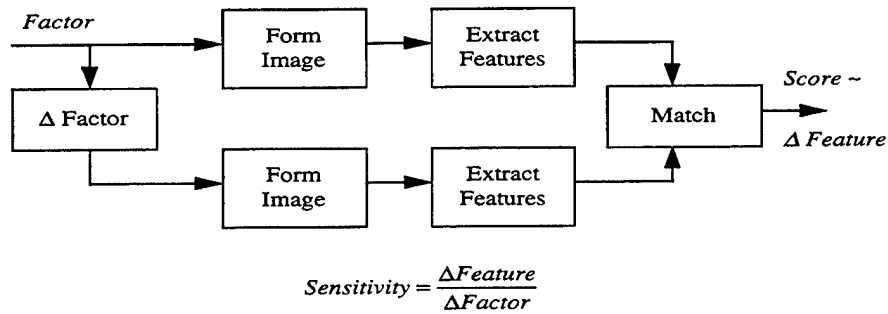 Factor
Form
Image
Extract
Features
Δ Factor
Match
Score ~
Δ Feature
Form
Image
Extract
Features
Sensitivity = ΔFeature
ΔFactor